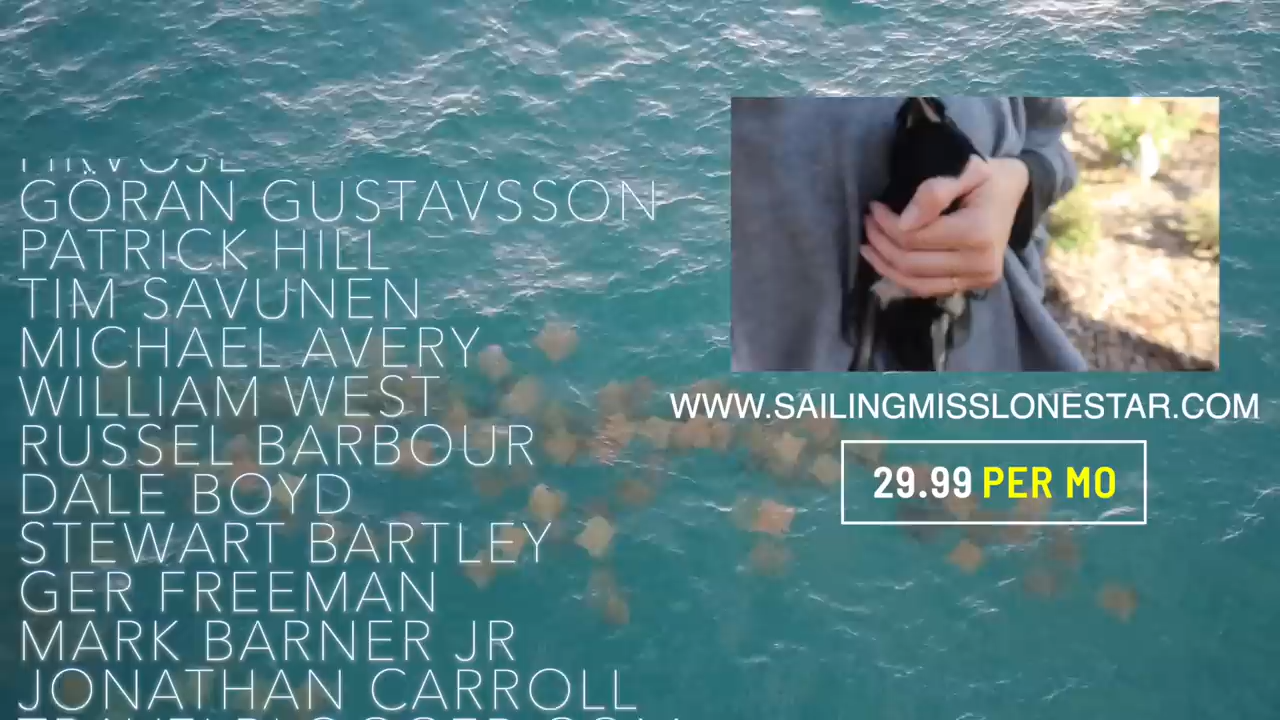 GÖRAN GUSTAVSSON
PATRICK HILL
TIM SAVUNEN
MICHAEL AVERY
WILLIAM WEST
RUSSEL BARBOUR
DALE BOYD
STEWART BARTLEY
GER FREEMAN
MARK BARNER JR
JONATHAN CARROLL
WWW.SAILINGMISSLONESTAR.COM
29.99 PER MO